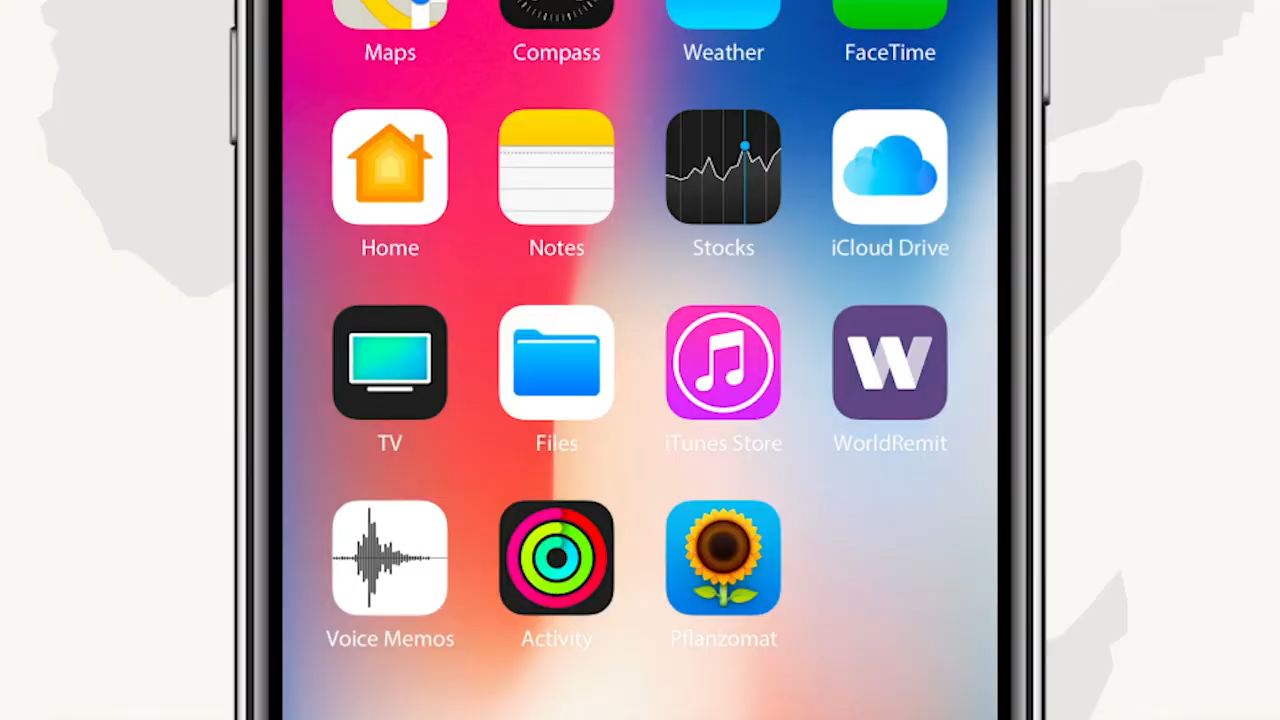 Maps Compass Weather FaceTime
Home Notes Stocks iCloud Drive
W
TV Files iTunes Store WorldRemit
Voice Memos Activity Pflanzomat